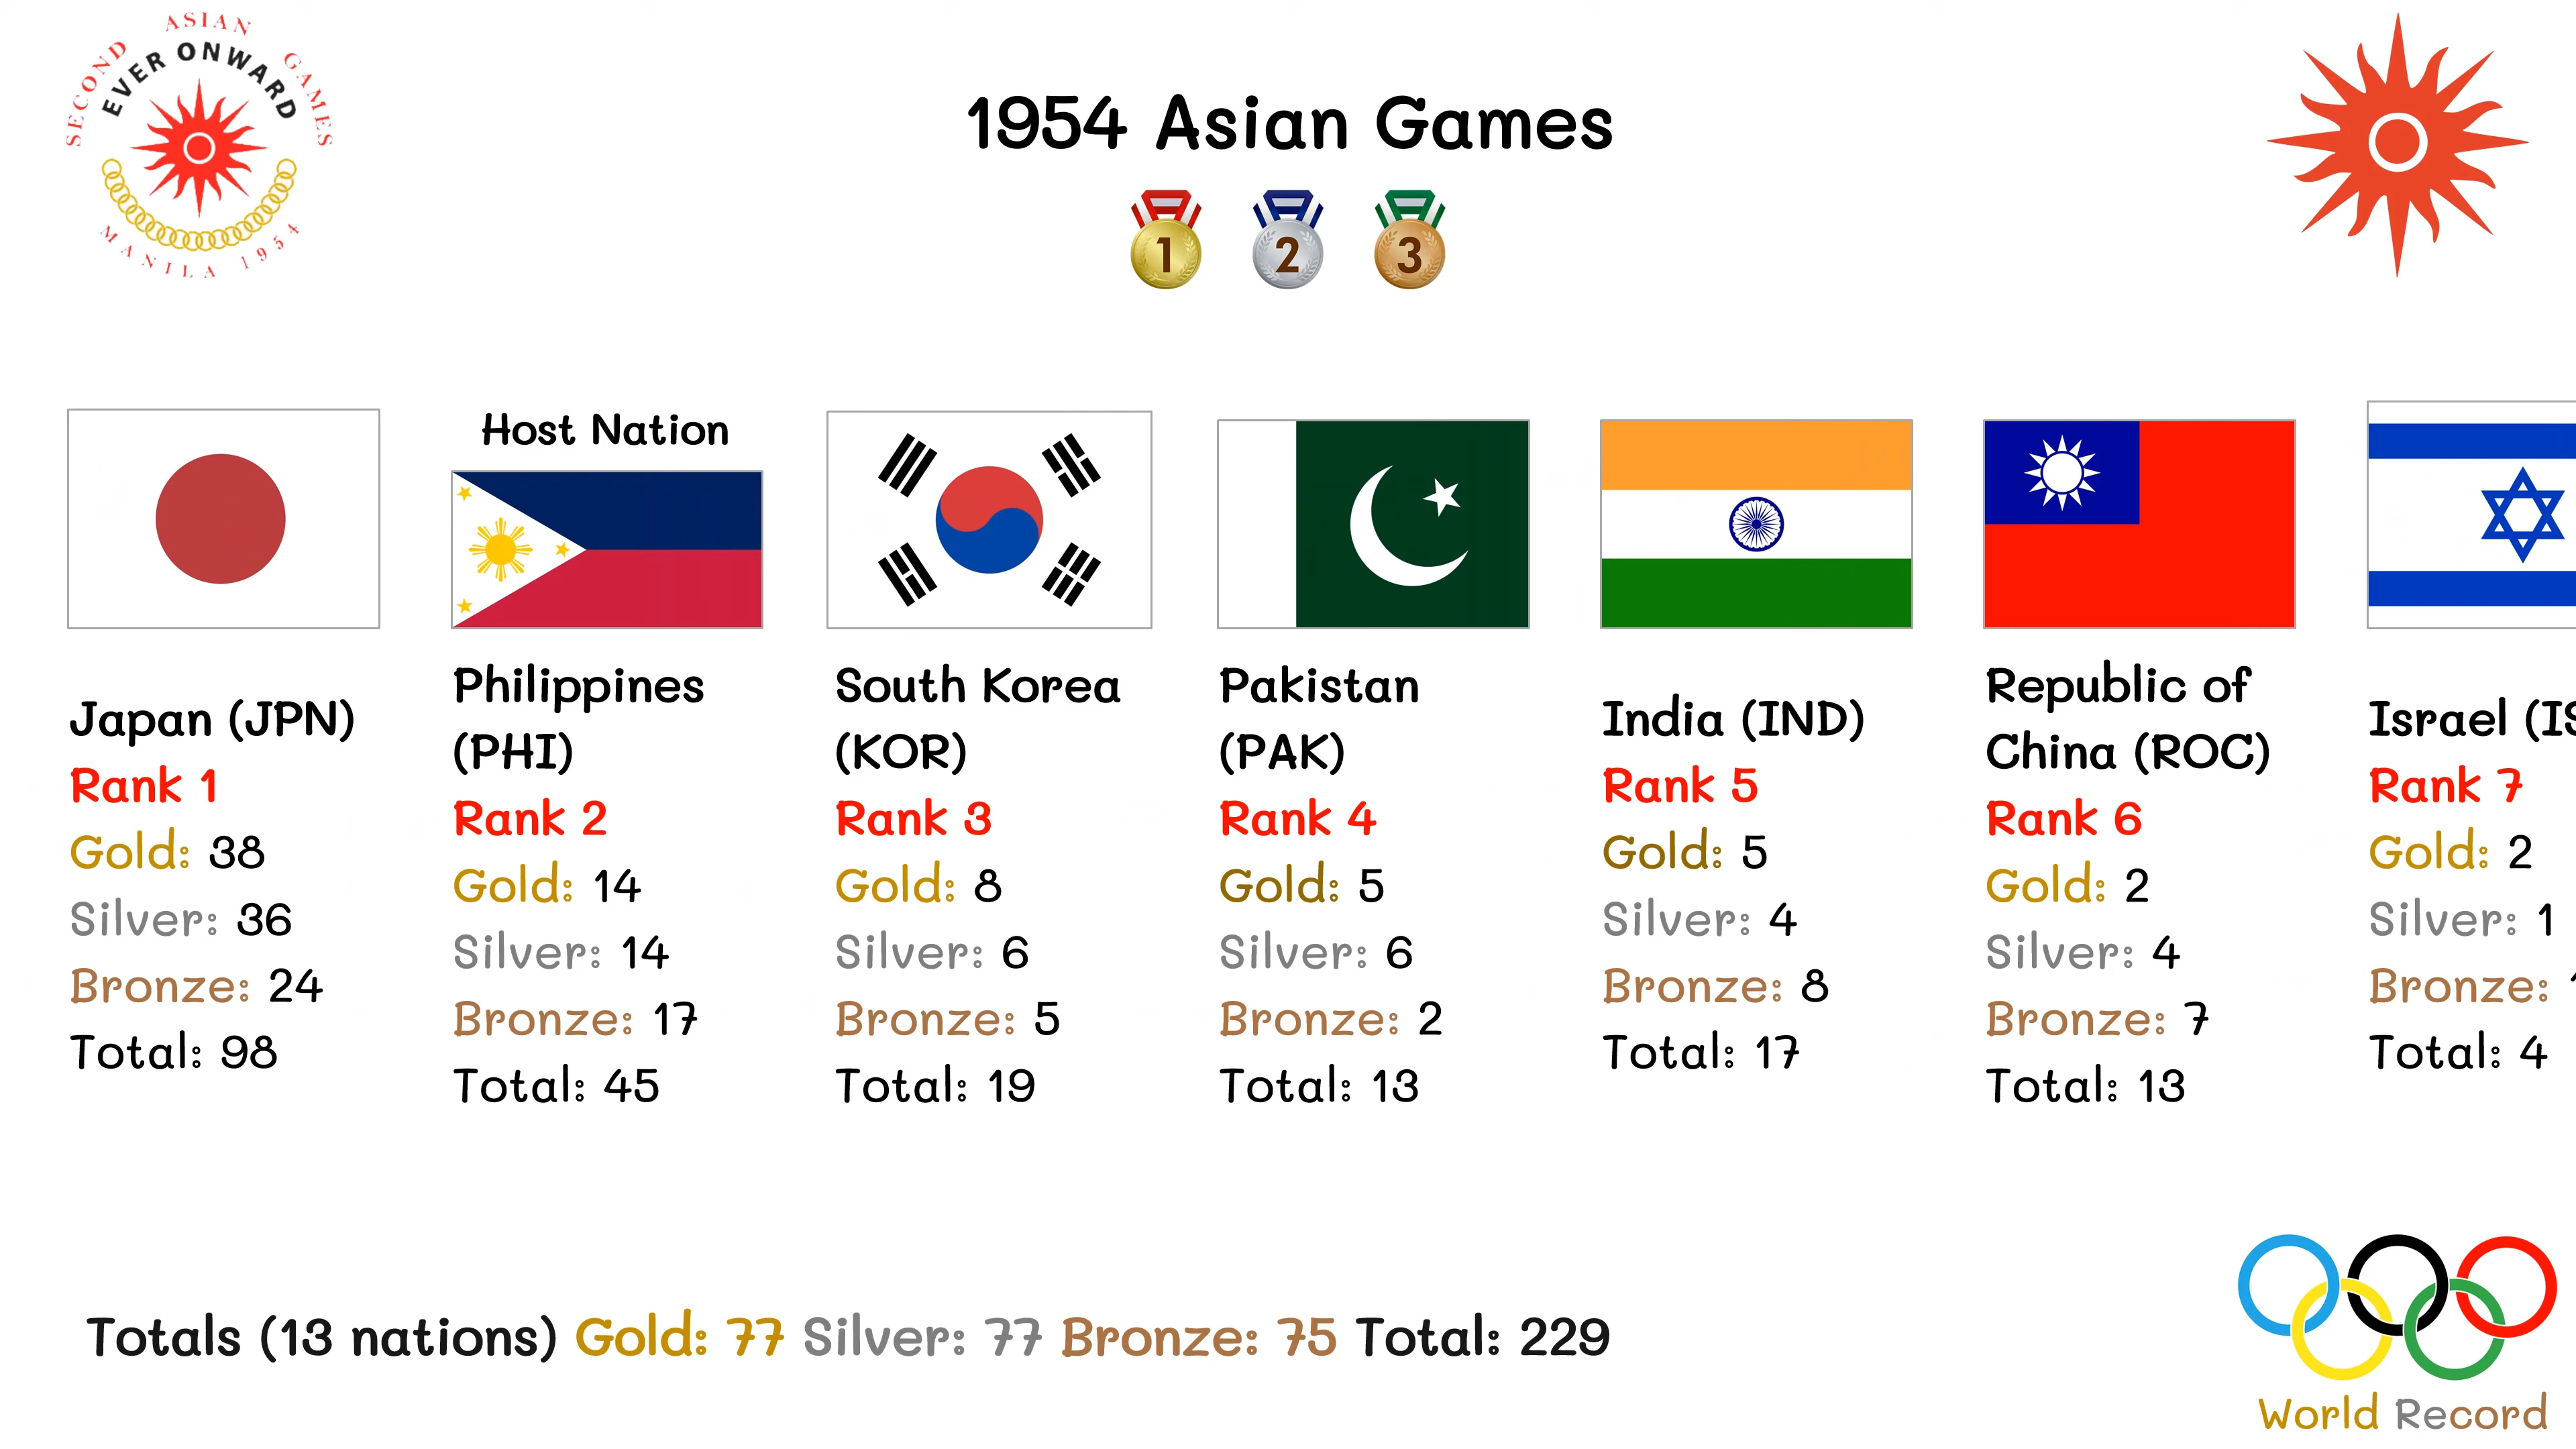 SECOND ASIAN GAMES
EVER ONWARD
MANILA 1954
1954 Asian Games
1 2 3
Host Nation
Japan (JPN)
Rank 1
Gold: 38
Silver: 36
Bronze: 24
Total: 98
Philippines
(PHI)
Rank 2
Gold: 14
Silver: 14
Bronze: 17
Total: 45
South Korea
(KOR)
Rank 3
Gold: 8
Silver: 6
Bronze: 5
Total: 19
Pakistan
(PAK)
Rank 4
Gold: 5
Silver: 6
Bronze: 2
Total: 13
India (IND)
Rank 5
Gold: 5
Silver: 4
Bronze: 8
Total: 17
Republic of
China (ROC)
Rank 6
Gold: 2
Silver: 4
Bronze: 7
Total: 13
Israel
Rank 7
Gold: 2
Silver: 1
Bronze:
Total: 4
Totals (13 nations) Gold: 77 Silver: 77 Bronze: 75 Total: 229
World Record